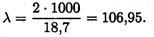 λ = 2 · 1000 / 18,7 = 106,95.